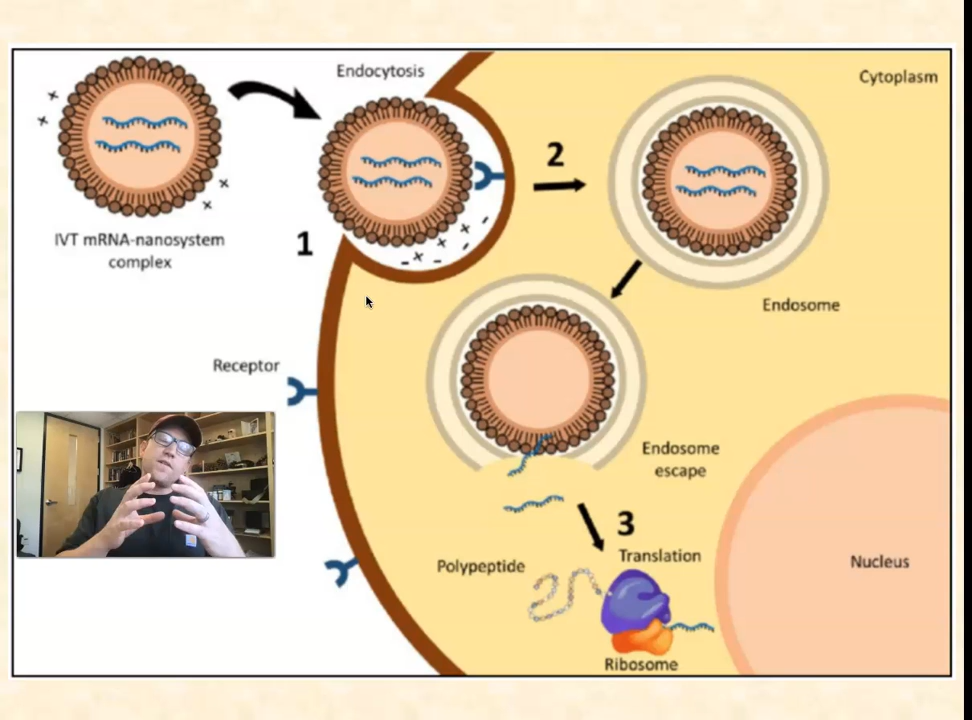 Endocytosis
Cytoplasm
2
IVT mRNA-nanosystem
complex
1
Endosome
Receptor
Endosome
escape
3
Translation
Polypeptide
Nucleus
Ribosome